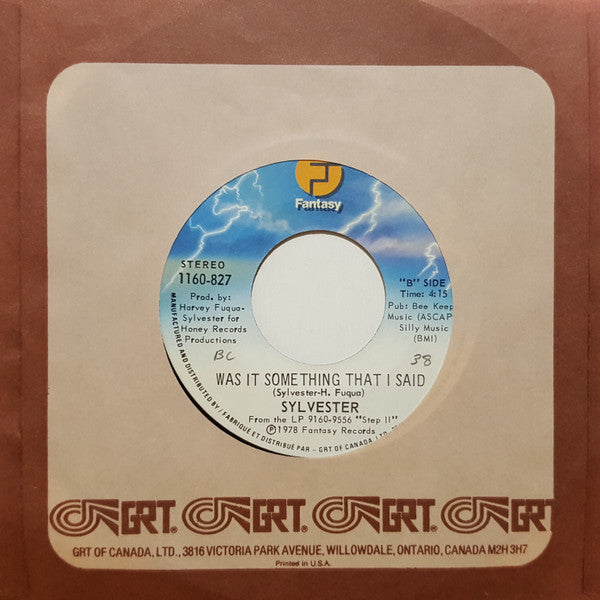 Fantasy
STEREO
1160-827
Prod. by:
Harvey Fuqua-
Sylvester for
Honey Records
Productions
BC
"B" SIDE
Time: 4:15
Pub: Bee Keep
Music (ASCAP
Silly Music
(BMI)
38
WAS IT SOMETHING THAT I SAID
(Sylvester-H. Fuqua)
SYLVESTER
From the LP 9160-9556 "Step II"
℗1978 Fantasy Records
MANUFACTURED AND DISTRIBUTED BY / FABRIQUÉ ET DISTRIBUÉ PAR - GRT OF CANADA, LTD.
GRT. GRT. GRT. GRT
GRT OF CANADA, LTD., 3816 VICTORIA PARK AVENUE, WILLOWDALE, ONTARIO, CANADA M2H 3H7
Printed in U.S.A.